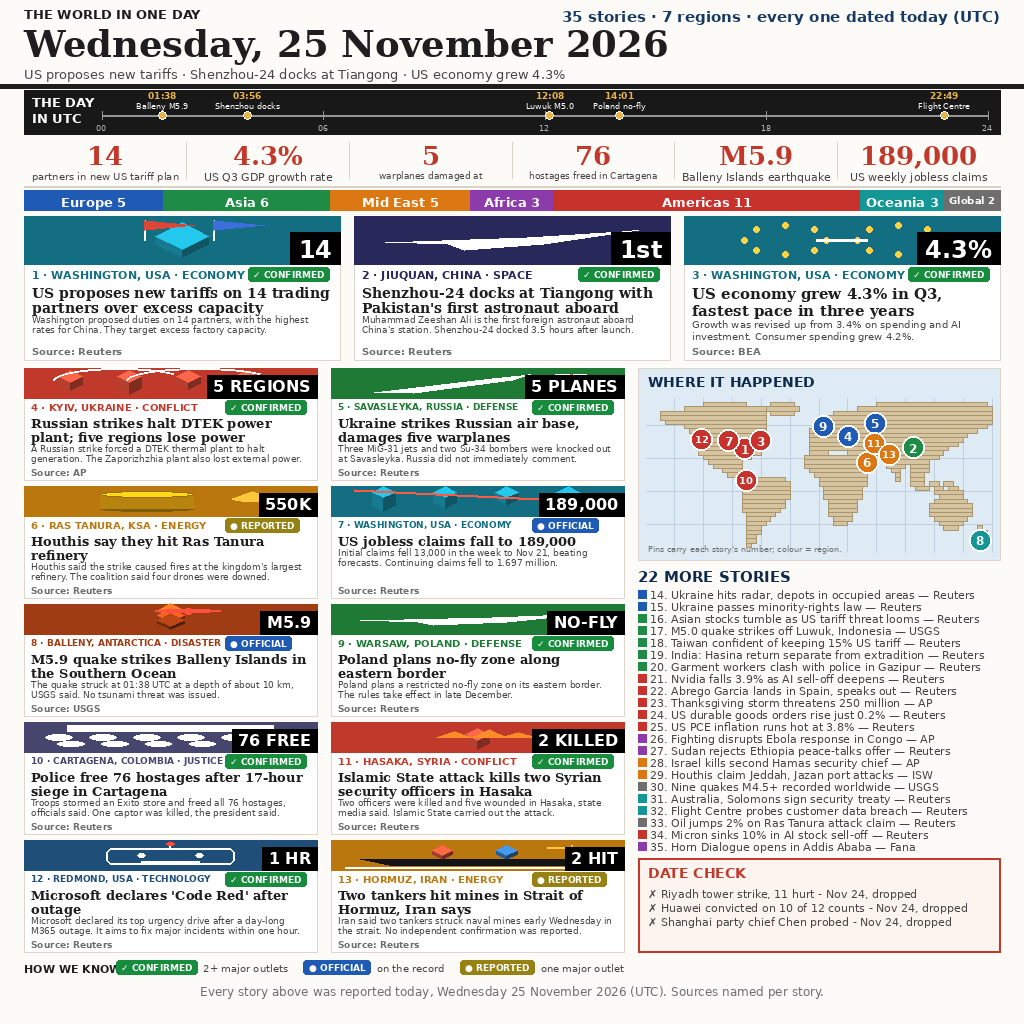 THE WORLD IN ONE DAY
35 stories · 7 regions · every one dated today (UTC)
Wednesday, 25 November 2026
US proposes new tariffs · Shenzhou-24 docks at Tiangong · US economy grew 4.3%
THE DAY
IN UTC
01:38
Balleny M5.9
03:56
Shenzhou docks
12:08
Luwuk M5.0
14:01
Poland no-fly
22:49
Flight Centre
00
06
12
18
24
14
partners in new US tariff plan
4.3%
US Q3 GDP growth rate
5
warplanes damaged at
76
hostages freed in Cartagena
M5.9
Balleny Islands earthquake
189,000
US weekly jobless claims
Europe 5
Asia 6
Mid East 5
Africa 3
Americas 11
Oceania 3
Global 2
14
1 · WASHINGTON, USA · ECONOMY
✓ CONFIRMED
US proposes new tariffs on 14 trading
partners over excess capacity
Washington proposed duties on 14 partners, with the highest
rates for China. They target excess factory capacity.
Source: Reuters
1st
2 · JIUQUAN, CHINA · SPACE
✓ CONFIRMED
Shenzhou-24 docks at Tiangong with
Pakistan's first astronaut aboard
Muhammad Zeeshan Ali is the first foreign astronaut aboard
China's station. Shenzhou-24 docked 3.5 hours after launch.
Source: Reuters
4.3%
3 · WASHINGTON, USA · ECONOMY
✓ CONFIRMED
US economy grew 4.3% in Q3,
fastest pace in three years
Growth was revised up from 3.4% on spending and AI
investment. Consumer spending grew 4.2%.
Source: BEA
5 REGIONS
4 · KYIV, UKRAINE · CONFLICT
✓ CONFIRMED
Russian strikes halt DTEK power
plant; five regions lose power
A Russian strike forced a DTEK thermal plant to halt
generation. The Zaporizhzhia plant also lost external power.
Source: AP
5 PLANES
5 · SAVASLEYKA, RUSSIA · DEFENSE
✓ CONFIRMED
Ukraine strikes Russian air base,
damages five warplanes
Three MiG-31 jets and two Su-34 bombers were knocked out
at Savasleyka. Russia did not immediately comment.
Source: Reuters
550K
6 · RAS TANURA, KSA · ENERGY
● REPORTED
Houthis say they hit Ras Tanura
refinery
Houthis said the strike caused fires at the kingdom's largest
refinery. The coalition said four drones were downed.
Source: Reuters
189,000
7 · WASHINGTON, USA · ECONOMY
● OFFICIAL
US jobless claims fall to 189,000
Initial claims fell 13,000 in the week to Nov 21, beating
forecasts. Continuing claims fell to 1.697 million.
Source: Reuters
M5.9
8 · BALLENY, ANTARCTICA · DISASTER
● OFFICIAL
M5.9 quake strikes Balleny Islands in
the Southern Ocean
The quake struck at 01:38 UTC at a depth of about 10 km,
USGS said. No tsunami threat was issued.
Source: USGS
NO-FLY
9 · WARSAW, POLAND · DEFENSE
✓ CONFIRMED
Poland plans no-fly zone along
eastern border
Poland plans a restricted no-fly zone on its eastern border.
The rules take effect in late December.
Source: Reuters
76 FREE
10 · CARTAGENA, COLOMBIA · JUSTICE
✓ CONFIRMED
Police free 76 hostages after 17-hour
siege in Cartagena
Troops stormed an Exito store and freed all 76 hostages,
officials said. One captor was killed, the president said.
Source: Reuters
2 KILLED
11 · HASAKA, SYRIA · CONFLICT
✓ CONFIRMED
Islamic State attack kills two Syrian
security officers in Hasaka
Two officers were killed and five wounded in Hasaka, state
media said. Islamic State carried out the attack.
Source: Reuters
1 HR
12 · REDMOND, USA · TECHNOLOGY
✓ CONFIRMED
Microsoft declares 'Code Red' after
outage
Microsoft declared its top urgency drive after a day-long
M365 outage. It aims to fix major incidents within one hour.
Source: Reuters
2 HIT
13 · HORMUZ, IRAN · ENERGY
● REPORTED
Two tankers hit mines in Strait of
Hormuz, Iran says
Iran said two tankers struck naval mines early Wednesday in
the strait. No independent confirmation was reported.
Source: Reuters
WHERE IT HAPPENED
12
7
1
3
10
9
4
5
11
13
6
2
8
Pins carry each story's number; colour = region.
22 MORE STORIES
14. Ukraine hits radar, depots in occupied areas — Reuters
15. Ukraine passes minority-rights law — Reuters
16. Asian stocks tumble as US tariff threat looms — Reuters
17. M5.0 quake strikes off Luwuk, Indonesia — USGS
18. Taiwan confident of keeping 15% US tariff — Reuters
19. India: Hasina return separate from extradition — Reuters
20. Garment workers clash with police in Gazipur — Reuters
21. Nvidia falls 3.9% as AI sell-off deepens — Reuters
22. Abrego Garcia lands in Spain, speaks out — Reuters
23. Thanksgiving storm threatens 250 million — AP
24. US durable goods orders rise just 0.2% — Reuters
25. US PCE inflation runs hot at 3.8% — Reuters
26. Fighting disrupts Ebola response in Congo — AP
27. Sudan rejects Ethiopia peace-talks offer — Reuters
28. Israel kills second Hamas security chief — AP
29. Houthis claim Jeddah, Jazan port attacks — ISW
30. Nine quakes M4.5+ recorded worldwide — USGS
31. Australia, Solomons sign security treaty — Reuters
32. Flight Centre probes customer data breach — Reuters
33. Oil jumps 2% on Ras Tanura attack claim — Reuters
34. Micron sinks 10% in AI stock sell-off — Reuters
35. Horn Dialogue opens in Addis Ababa — Fana
DATE CHECK
✗ Riyadh tower strike, 11 hurt - Nov 24, dropped
✗ Huawei convicted on 10 of 12 counts - Nov 24, dropped
✗ Shanghai party chief Chen probed - Nov 24, dropped
HOW WE KNOW
✓ CONFIRMED
2+ major outlets
● OFFICIAL
on the record
● REPORTED
one major outlet
Every story above was reported today, Wednesday 25 November 2026 (UTC). Sources named per story.